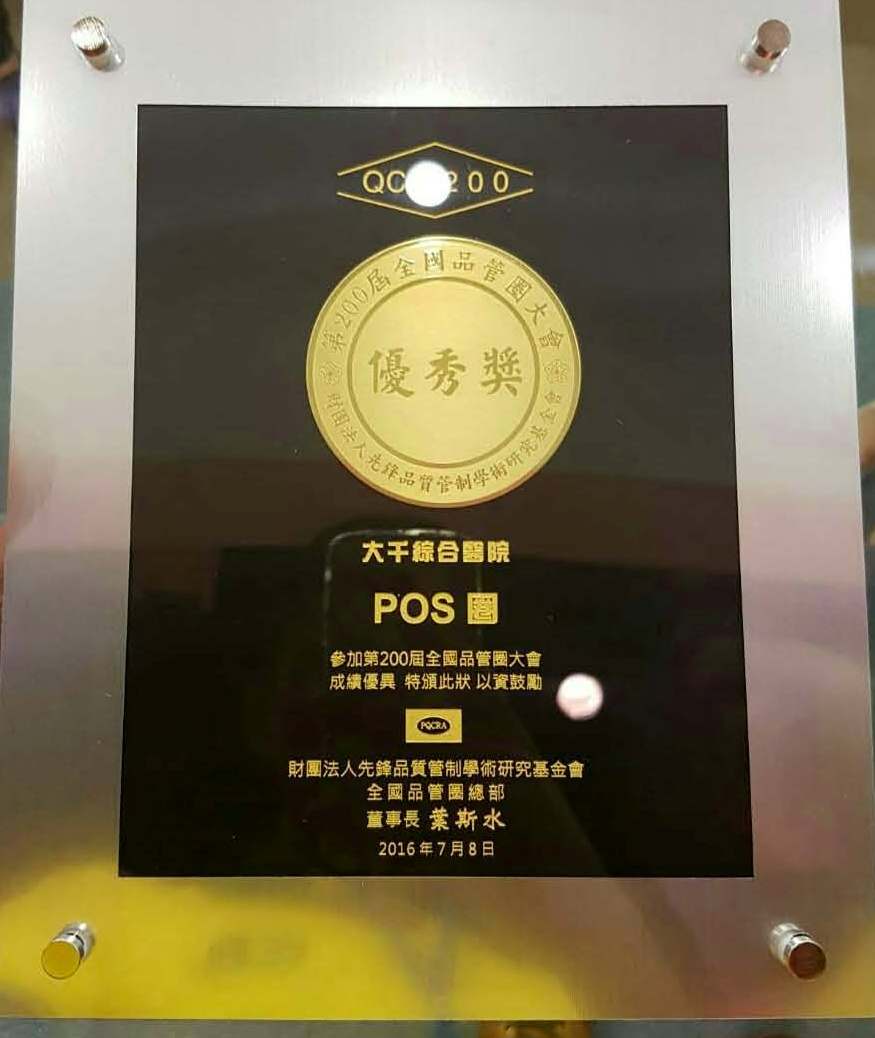 200
第200屆全國品管圈大會
優秀獎
財團法人先鋒品質管制學術研究基金會
大千綜合醫院
POS 圈
參加第200屆全國品管圈大會
成績優異 特頒此狀 以資鼓勵
PQCRA
財團法人先鋒品質管制學術研究基金會
全國品管圈總部
董事長 葉斯水
2016年7月8日